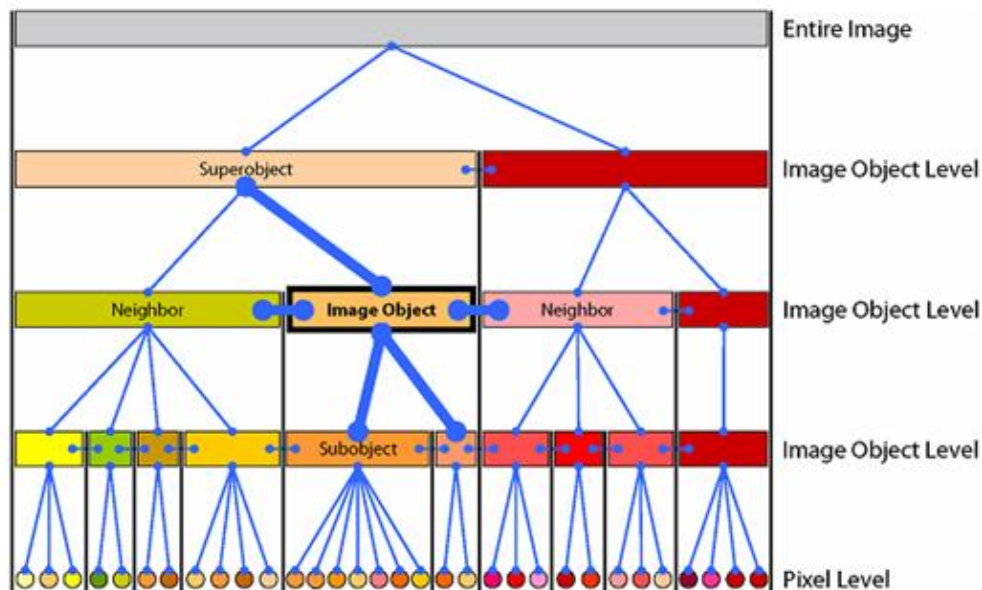 Entire Image
Superobject
Image Object Level
Neighbor
Image Object
Neighbor
Image Object Level
Subobject
Image Object Level
Pixel Level